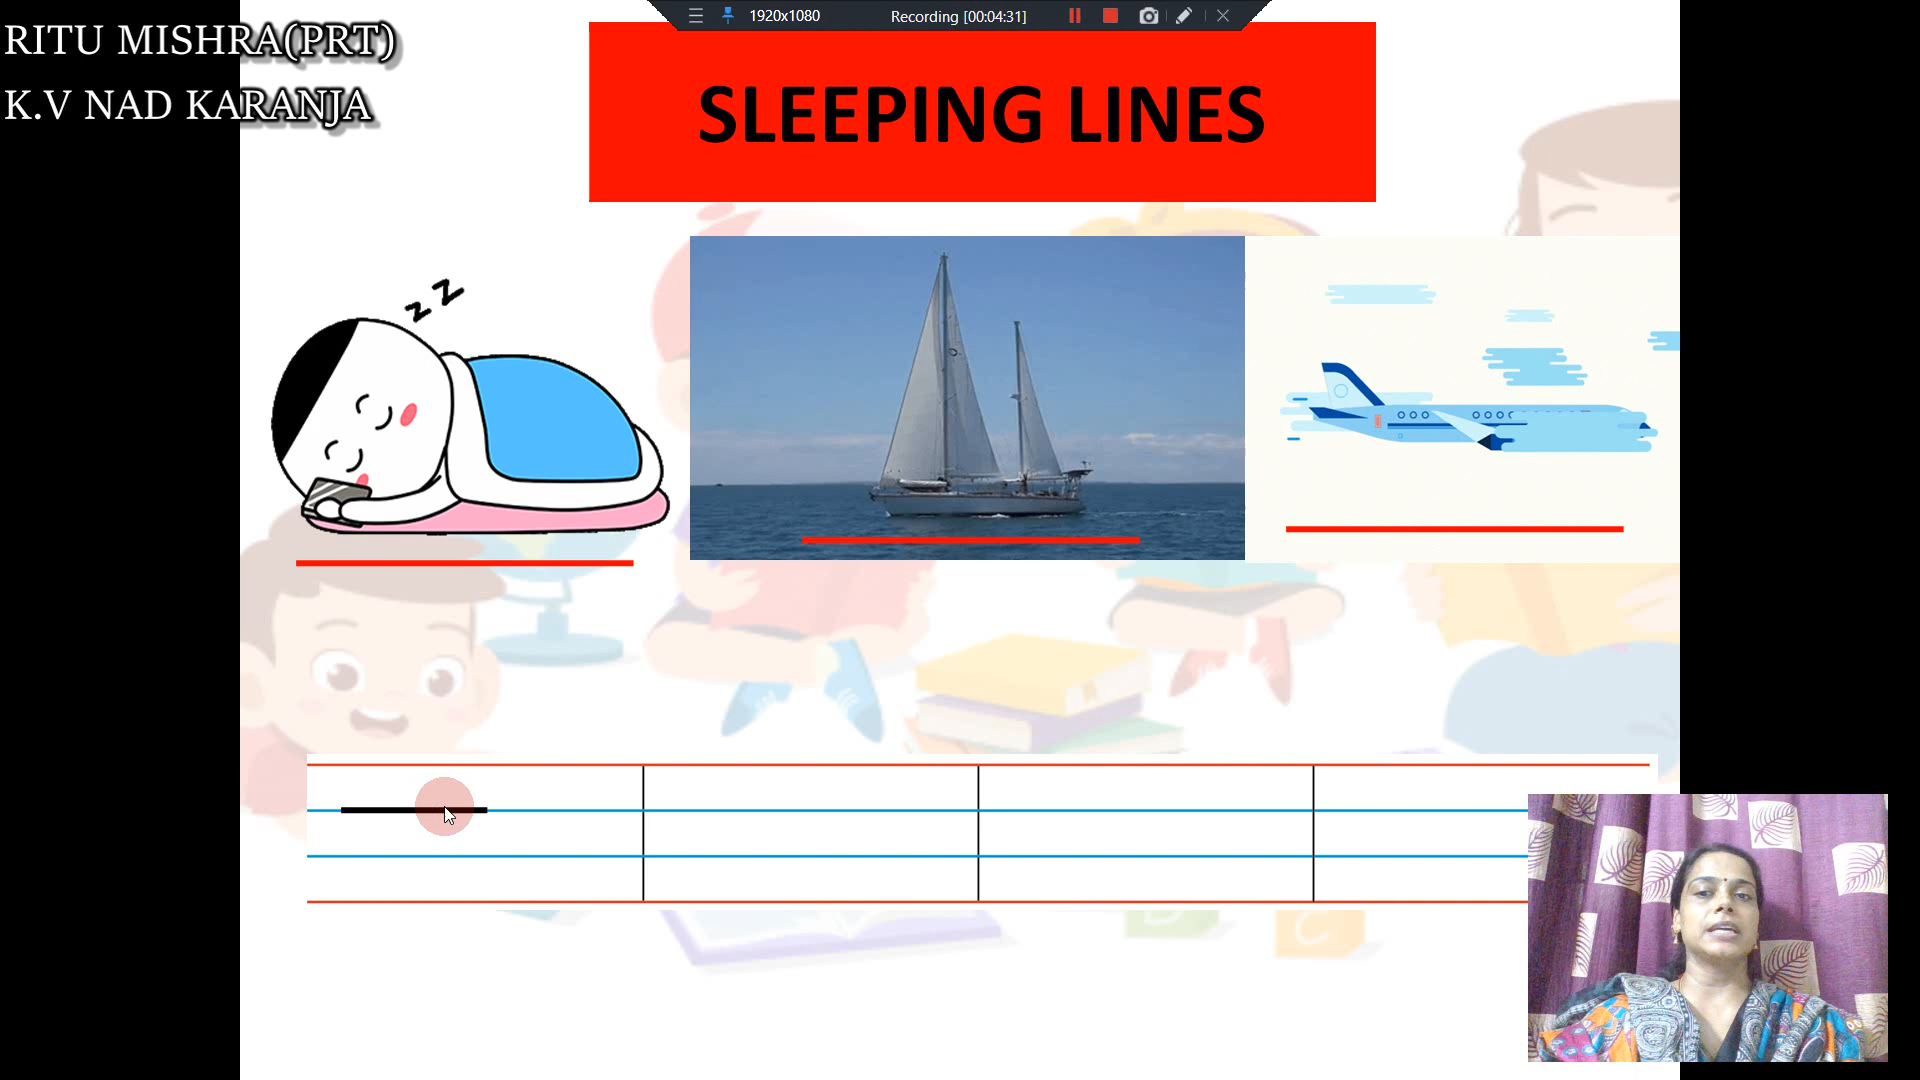 1920x1080
Recording [00:04:31]
RITU MISHRA(PRT)
K.V NAD KARANJA
SLEEPING LINES
z Z